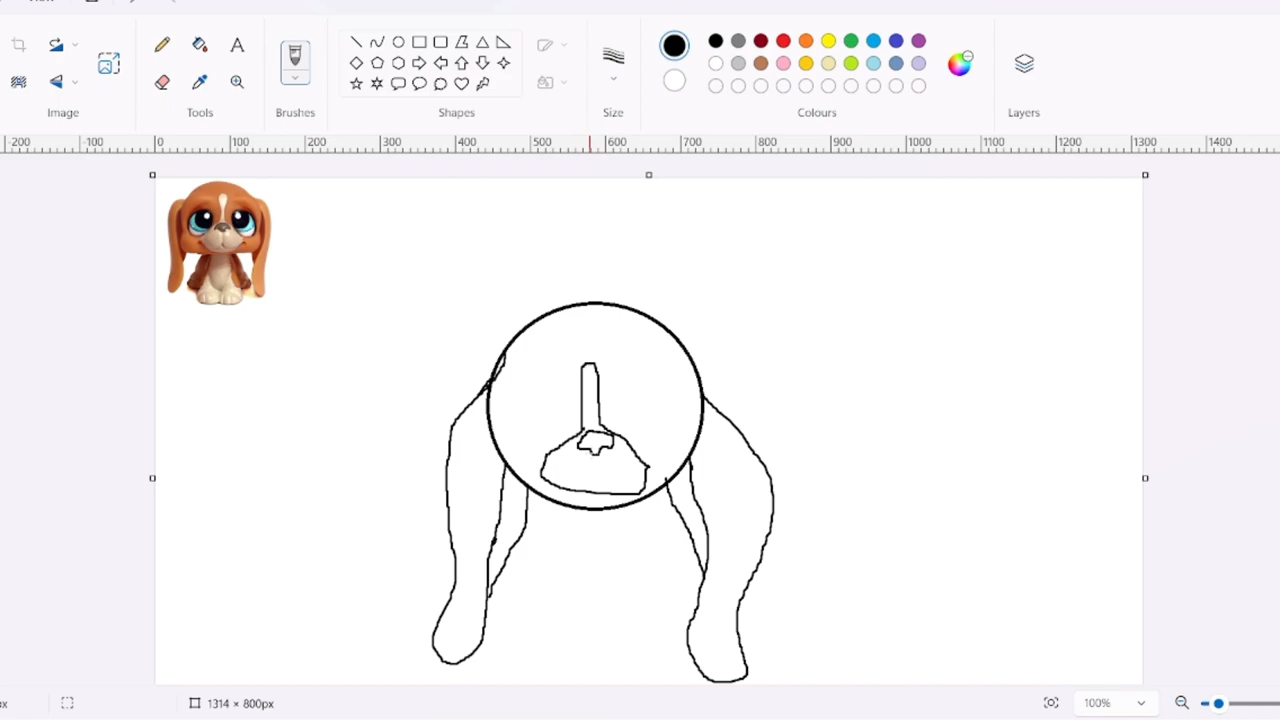 Image
Tools
Brushes
Shapes
Size
Colours
Layers
-200 -100 0 100 200 300 400 500 600 700 800 900 1000 1100 1200 1300 1400
1314 × 800px
100%